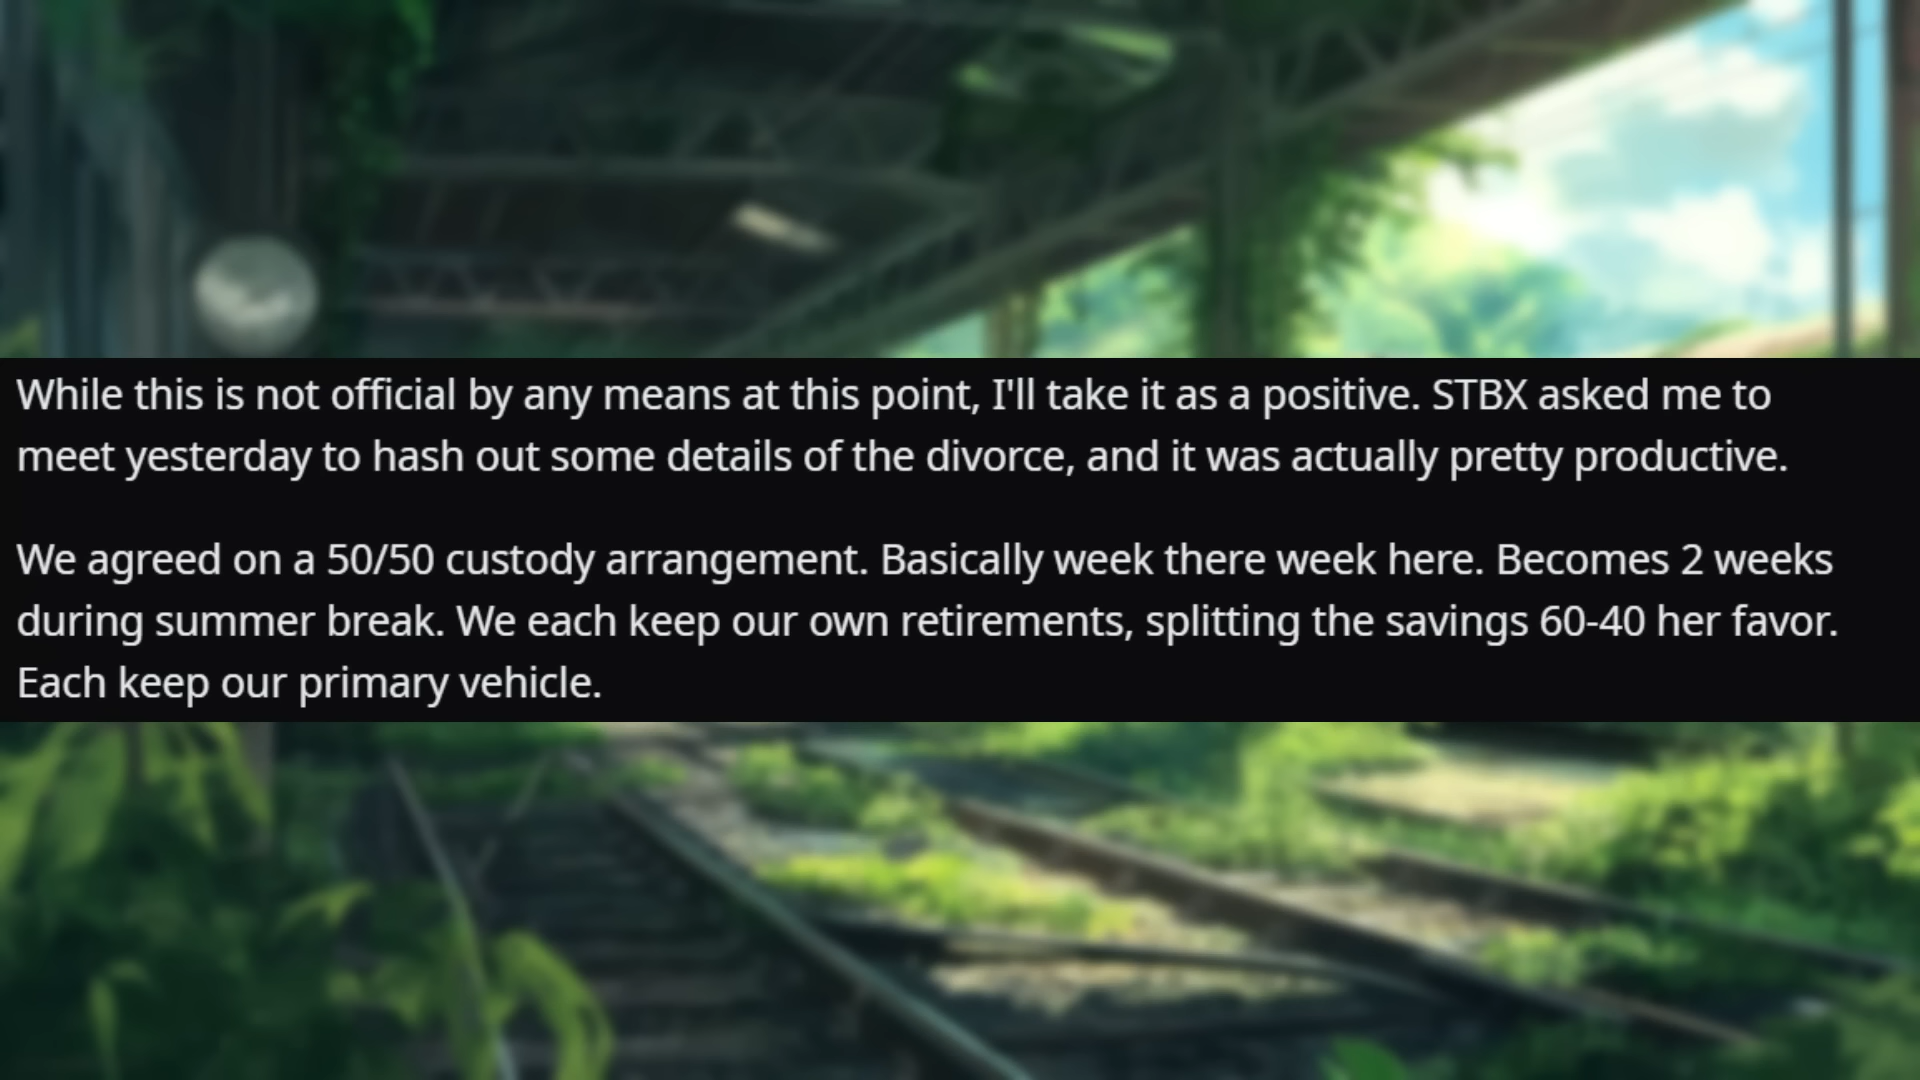 While this is not official by any means at this point, I'll take it as a positive. STBX asked me to
meet yesterday to hash out some details of the divorce, and it was actually pretty productive.
We agreed on a 50/50 custody arrangement. Basically week there week here. Becomes 2 weeks
during summer break. We each keep our own retirements, splitting the savings 60-40 her favor.
Each keep our primary vehicle.